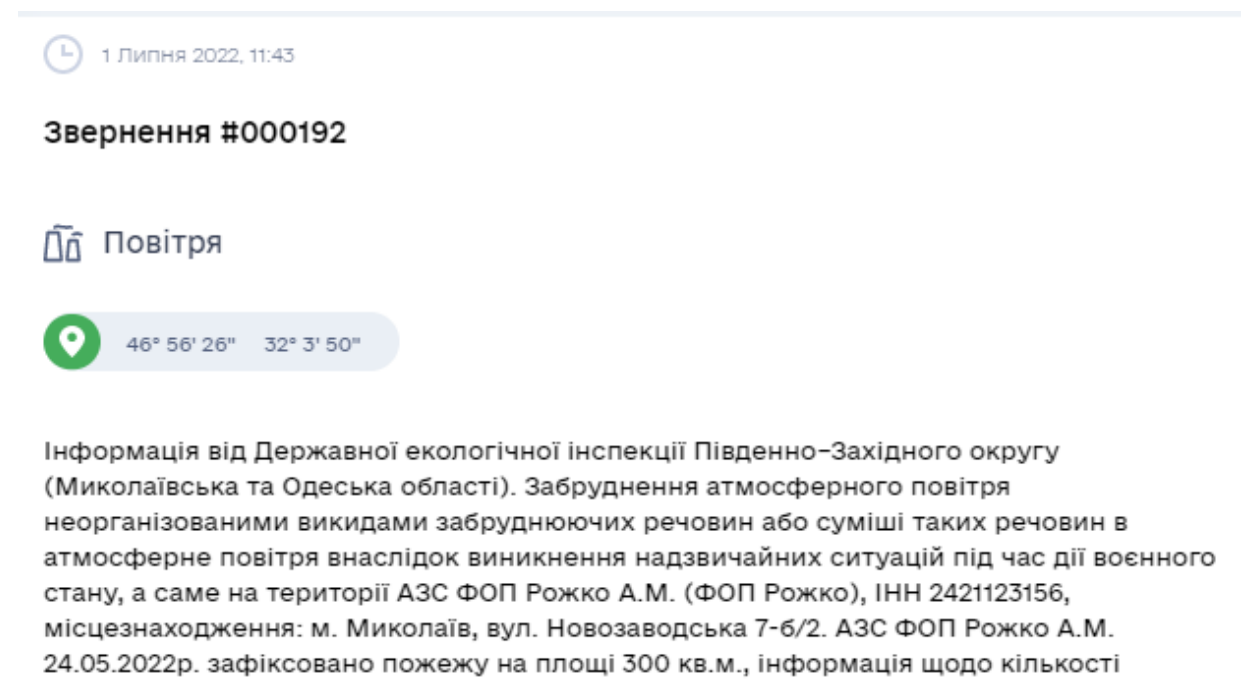 1 Липня 2022, 11:43
Звернення #000192
Повітря
46° 56' 26" 32° 3' 50"
Інформація від Державної екологічної інспекції Південно-Західного округу
(Миколаївська та Одеська області). Забруднення атмосферного повітря
неорганізованими викидами забруднюючих речовин або суміші таких речовин в
атмосферне повітря внаслідок виникнення надзвичайних ситуацій під час дії воєнного
стану, а саме на території АЗС ФОП Рожко А.М. (ФОП Рожко), ІНН 2421123156,
місцезнаходження: м. Миколаїв, вул. Новозаводська 7-б/2. АЗС ФОП Рожко А.М.
24.05.2022р. зафіксовано пожежу на площі 300 кв.м., інформація щодо кількості